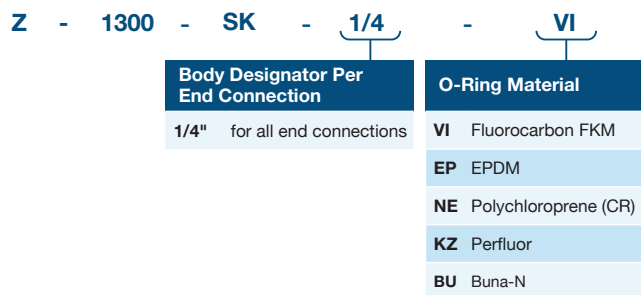 Z - 1300 - SK - 1/4 - VI
Body Designator Per
End Connection
1/4" for all end connections
O-Ring Material
VI Fluorocarbon FKM
EP EPDM
NE Polychloroprene (CR)
KZ Perfluor
BU Buna-N